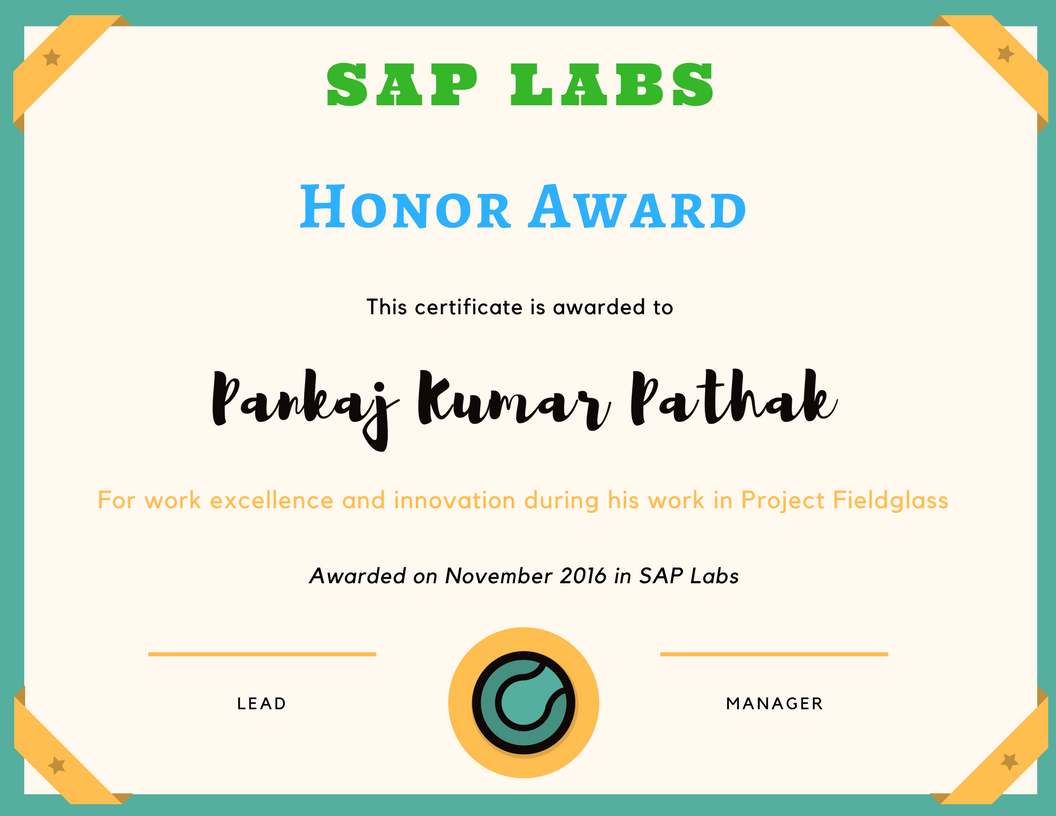 SAP LABS
Honor Award
This certificate is awarded to
Pankaj Kumar Pathak
For work excellence and innovation during his work in Project Fieldglass
Awarded on November 2016 in SAP Labs
LEAD
MANAGER